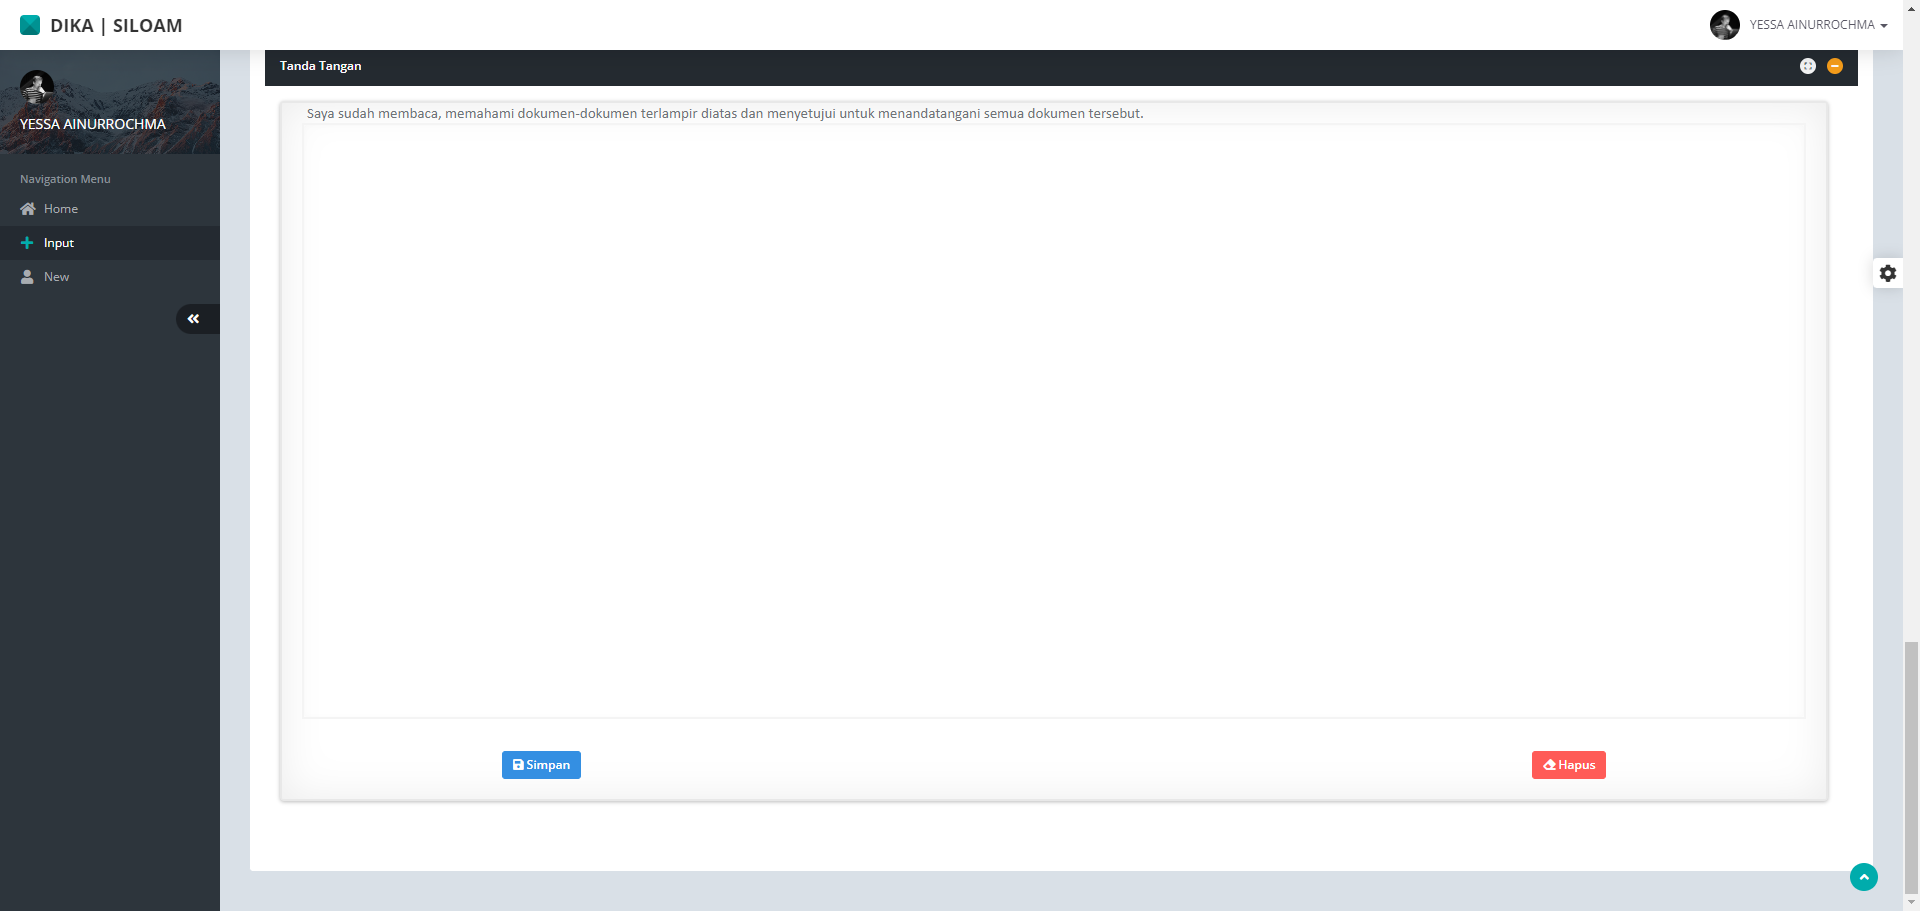 DIKA | SILOAM
YESSA AINURROCHMA
YESSA AINURROCHMA
Navigation Menu
Home
Input
New
Tanda Tangan
Saya sudah membaca, memahami dokumen-dokumen terlampir diatas dan menyetujui untuk menandatangani semua dokumen tersebut.
Simpan
Hapus